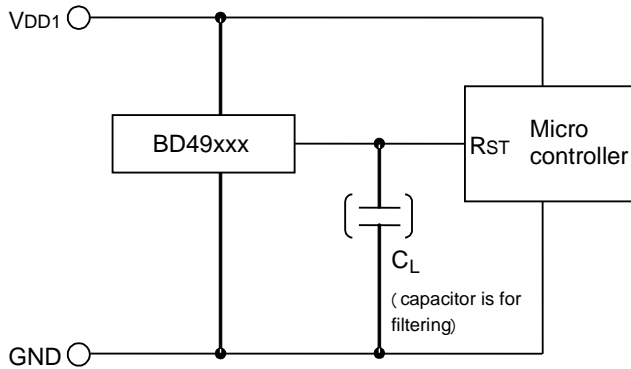 VDD1
BD49xxx
RST
Micro
controller
CL
(capacitor is for
filtering)
GND